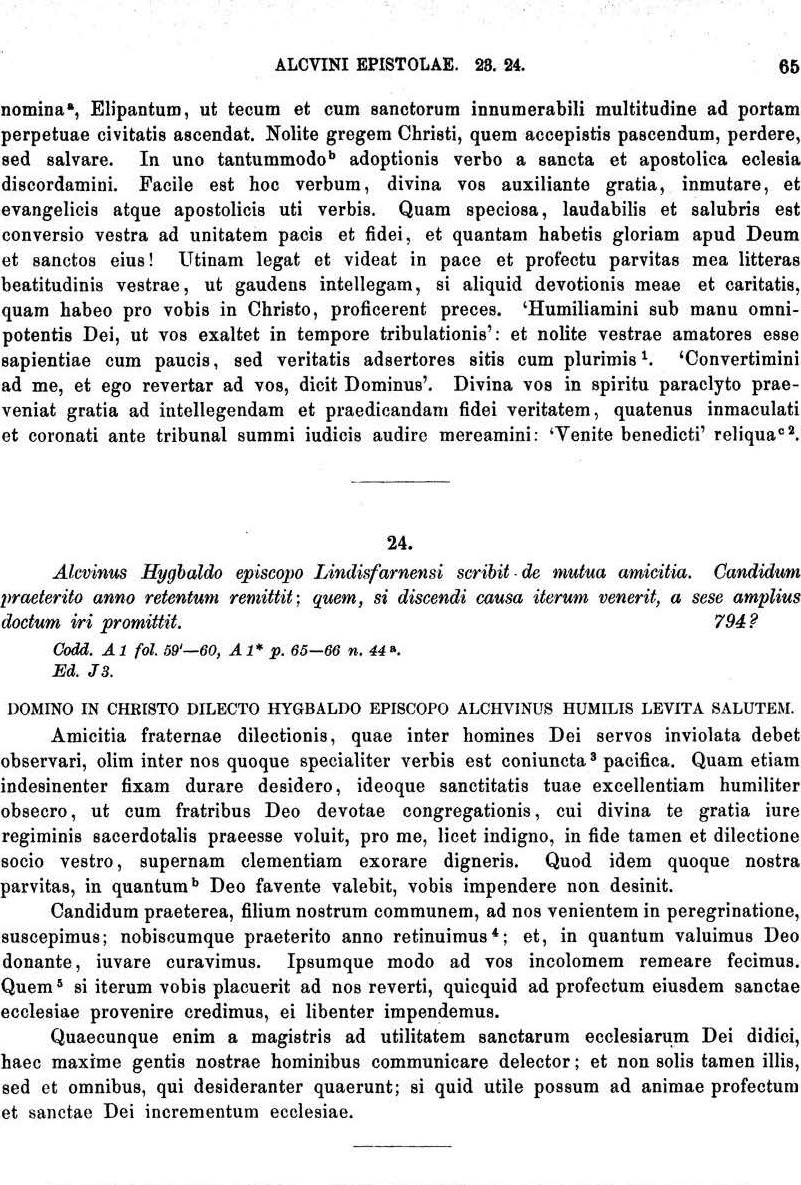 ALCVINI EPISTOLAE. 23. 24. 65
nominaᵃ, Elipantum, ut tecum et cum sanctorum innumerabili multitudine ad portam
perpetuae civitatis ascendat. Nolite gregem Christi, quem accepistis pascendum, perdere,
sed salvare. In uno tantummodoᵇ adoptionis verbo a sancta et apostolica eclesia
discordamini. Facile est hoc verbum, divina vos auxiliante gratia, inmutare, et
evangelicis atque apostolicis uti verbis. Quam speciosa, laudabilis et salubris est
conversio vestra ad unitatem pacis et fidei, et quantam habetis gloriam apud Deum
et sanctos eius! Utinam legat et videat in pace et profectu parvitas mea litteras
beatitudinis vestrae, ut gaudens intellegam, si aliquid devotionis meae et caritatis,
quam habeo pro vobis in Christo, proficerent preces. ‘Humiliamini sub manu omni-
potentis Dei, ut vos exaltet in tempore tribulationis’: et nolite vestrae amatores esse
sapientiae cum paucis, sed veritatis adsertores sitis cum plurimis¹. ‘Convertimini
ad me, et ego revertar ad vos, dicit Dominus’. Divina vos in spiritu paraclyto prae-
veniat gratia ad intellegendam et praedicandam fidei veritatem, quatenus inmaculati
et coronati ante tribunal summi iudicis audire mereamini: ‘Venite benedicti’ reliquaᶜ ².
24.
Alcvinus Hygbaldo episcopo Lindisfarnensi scribit de mutua amicitia. Candidum
praeterito anno retentum remittit; quem, si discendi causa iterum venerit, a sese amplius
doctum iri promittit. 794?
Codd. A 1 fol. 59'—60, A 1* p. 65—66 n. 44ᵃ.
Ed. J 3.
DOMINO IN CHRISTO DILECTO HYGBALDO EPISCOPO ALCHVINUS HUMILIS LEVITA SALUTEM.
Amicitia fraternae dilectionis, quae inter homines Dei servos inviolata debet
observari, olim inter nos quoque specialiter verbis est coniuncta³ pacifica. Quam etiam
indesinenter fixam durare desidero, ideoque sanctitatis tuae excellentiam humiliter
obsecro, ut cum fratribus Deo devotae congregationis, cui divina te gratia iure
regiminis sacerdotalis praeesse voluit, pro me, licet indigno, in fide tamen et dilectione
socio vestro, supernam clementiam exorare digneris. Quod idem quoque nostra
parvitas, in quantumᵇ Deo favente valebit, vobis impendere non desinit.
Candidum praeterea, filium nostrum communem, ad nos venientem in peregrinatione,
suscepimus; nobiscumque praeterito anno retinuimus⁴; et, in quantum valuimus Deo
donante, iuvare curavimus. Ipsumque modo ad vos incolomem remeare fecimus.
Quem⁵ si iterum vobis placuerit ad nos reverti, quicquid ad profectum eiusdem sanctae
ecclesiae provenire credimus, ei libenter impendemus.
Quaecunque enim a magistris ad utilitatem sanctarum ecclesiarum Dei didici,
haec maxime gentis nostrae hominibus communicare delector; et non solis tamen illis,
sed et omnibus, qui desideranter quaerunt; si quid utile possum ad animae profectum
et sanctae Dei incrementum ecclesiae.